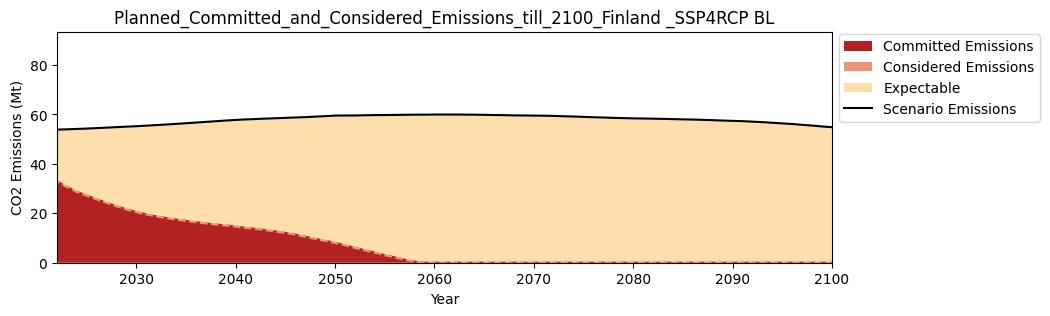 Planned_Committed_and_Considered_Emissions_till_2100_Finland _SSP4RCP BL
Committed Emissions
Considered Emissions
Expectable
Scenario Emissions
CO2 Emissions (Mt)
80
60
40
20
0
2030 2040 2050 2060 2070 2080 2090 2100
Year